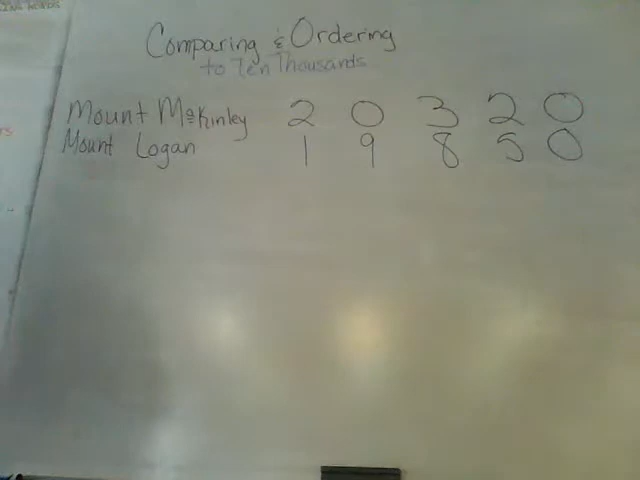 Comparing & Ordering
to Ten Thousands
Mount McKinley 2 0 3 2 0
Mount Logan 1 9 8 5 0